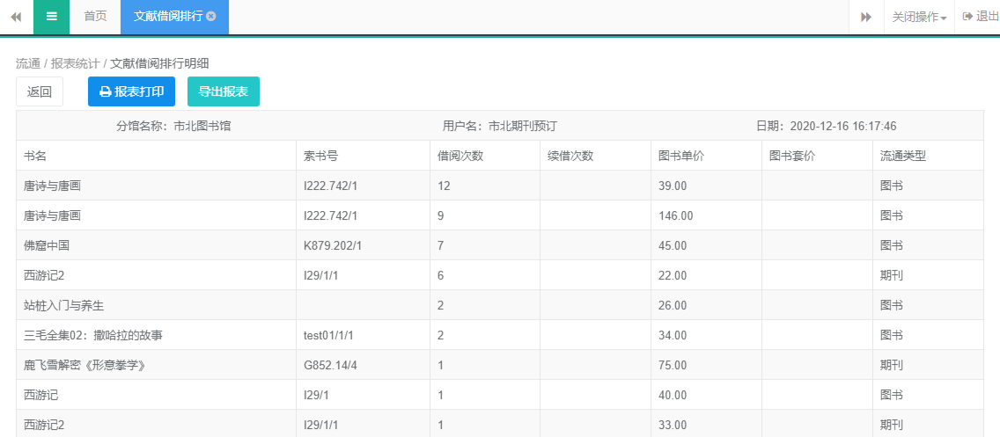 首页 文献借阅排行 关闭操作 退出
流通 / 报表统计 / 文献借阅排行明细
返回 报表打印 导出报表
分馆名称：市北图书馆 用户名：市北期刊预订 日期：2020-12-16 16:17:46
书名 索书号 借阅次数 续借次数 图书单价 图书套价 流通类型
唐诗与唐画 I222.742/1 12 39.00 图书
唐诗与唐画 I222.742/1 9 146.00 图书
佛窟中国 K879.202/1 7 45.00 图书
西游记2 I29/1/1 6 22.00 期刊
站桩入门与养生 2 26.00 图书
三毛全集02：撒哈拉的故事 test01/1/1 2 34.00 图书
鹿飞雪解密《形意拳学》 G852.14/4 1 75.00 期刊
西游记 I29/1 1 40.00 图书
西游记2 I29/1/1 1 33.00 期刊